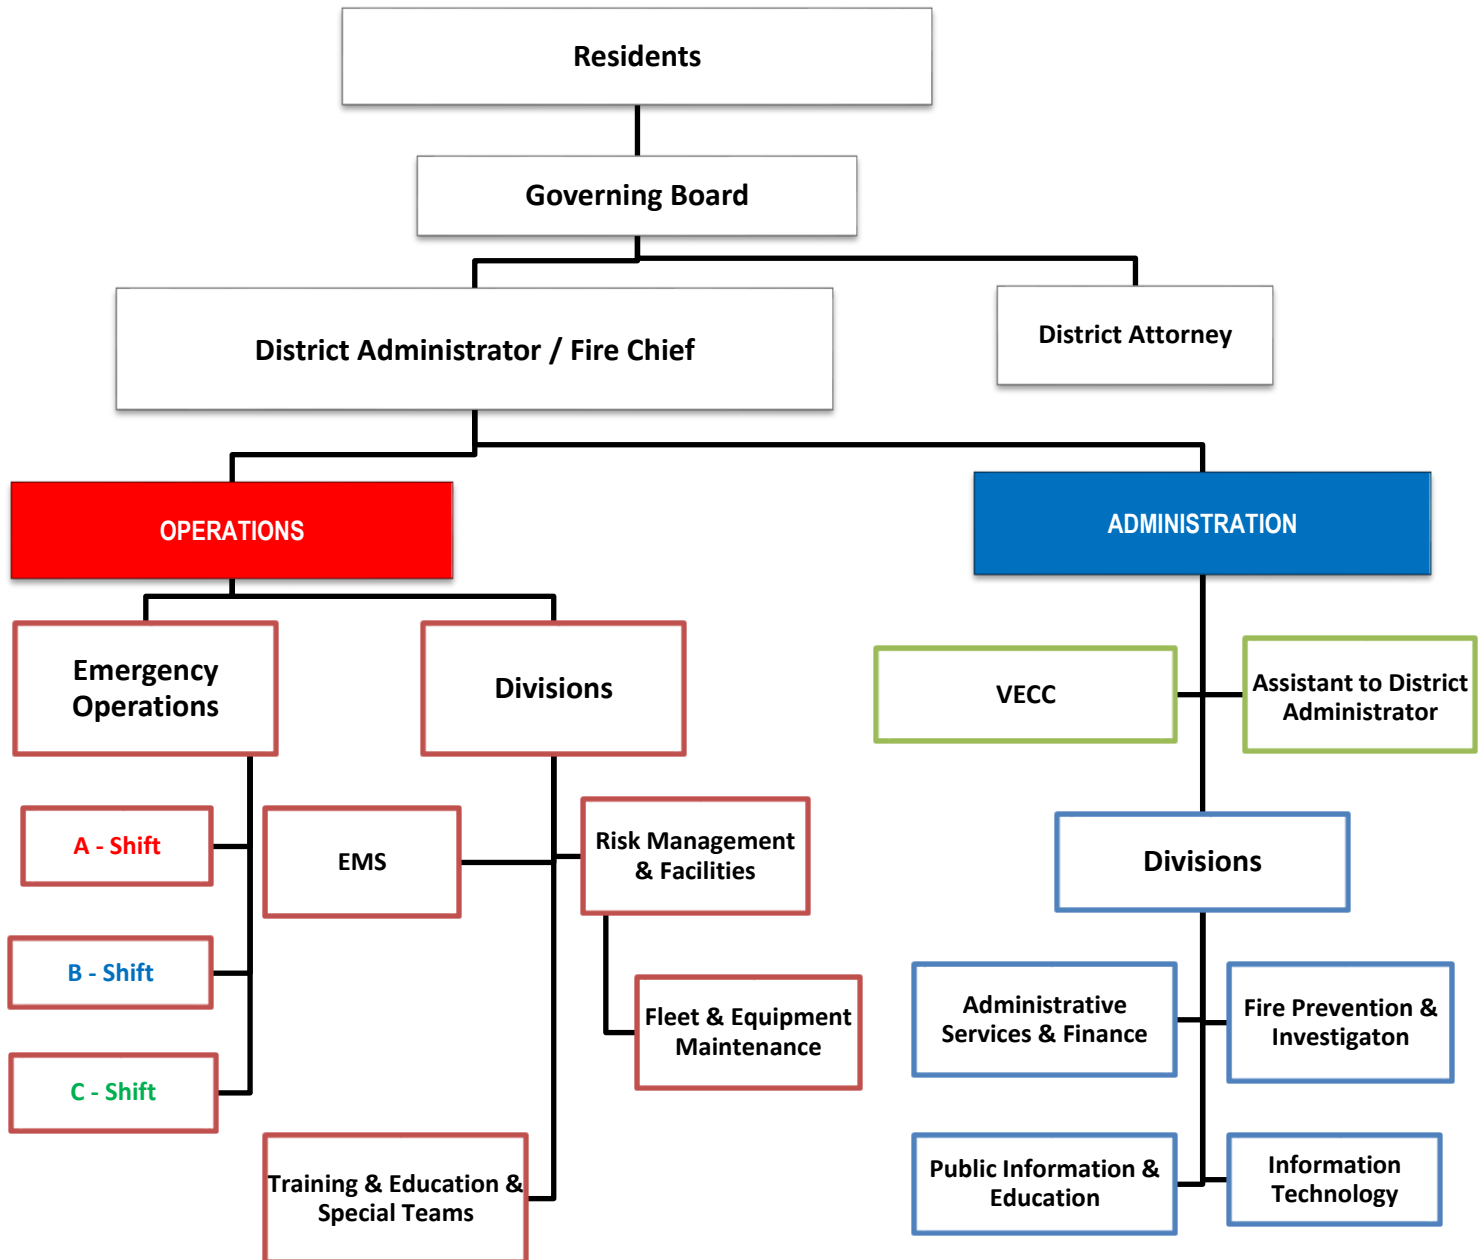 Residents
Governing Board
District Administrator / Fire Chief
District Attorney
OPERATIONS
ADMINISTRATION
Emergency
Operations
Divisions
VECC
Assistant to District
Administrator
A - Shift
B - Shift
C - Shift
EMS
Risk Management
& Facilities
Fleet & Equipment
Maintenance
Training & Education &
Special Teams
Divisions
Administrative
Services & Finance
Fire Prevention &
Investigaton
Public Information &
Education
Information
Technology